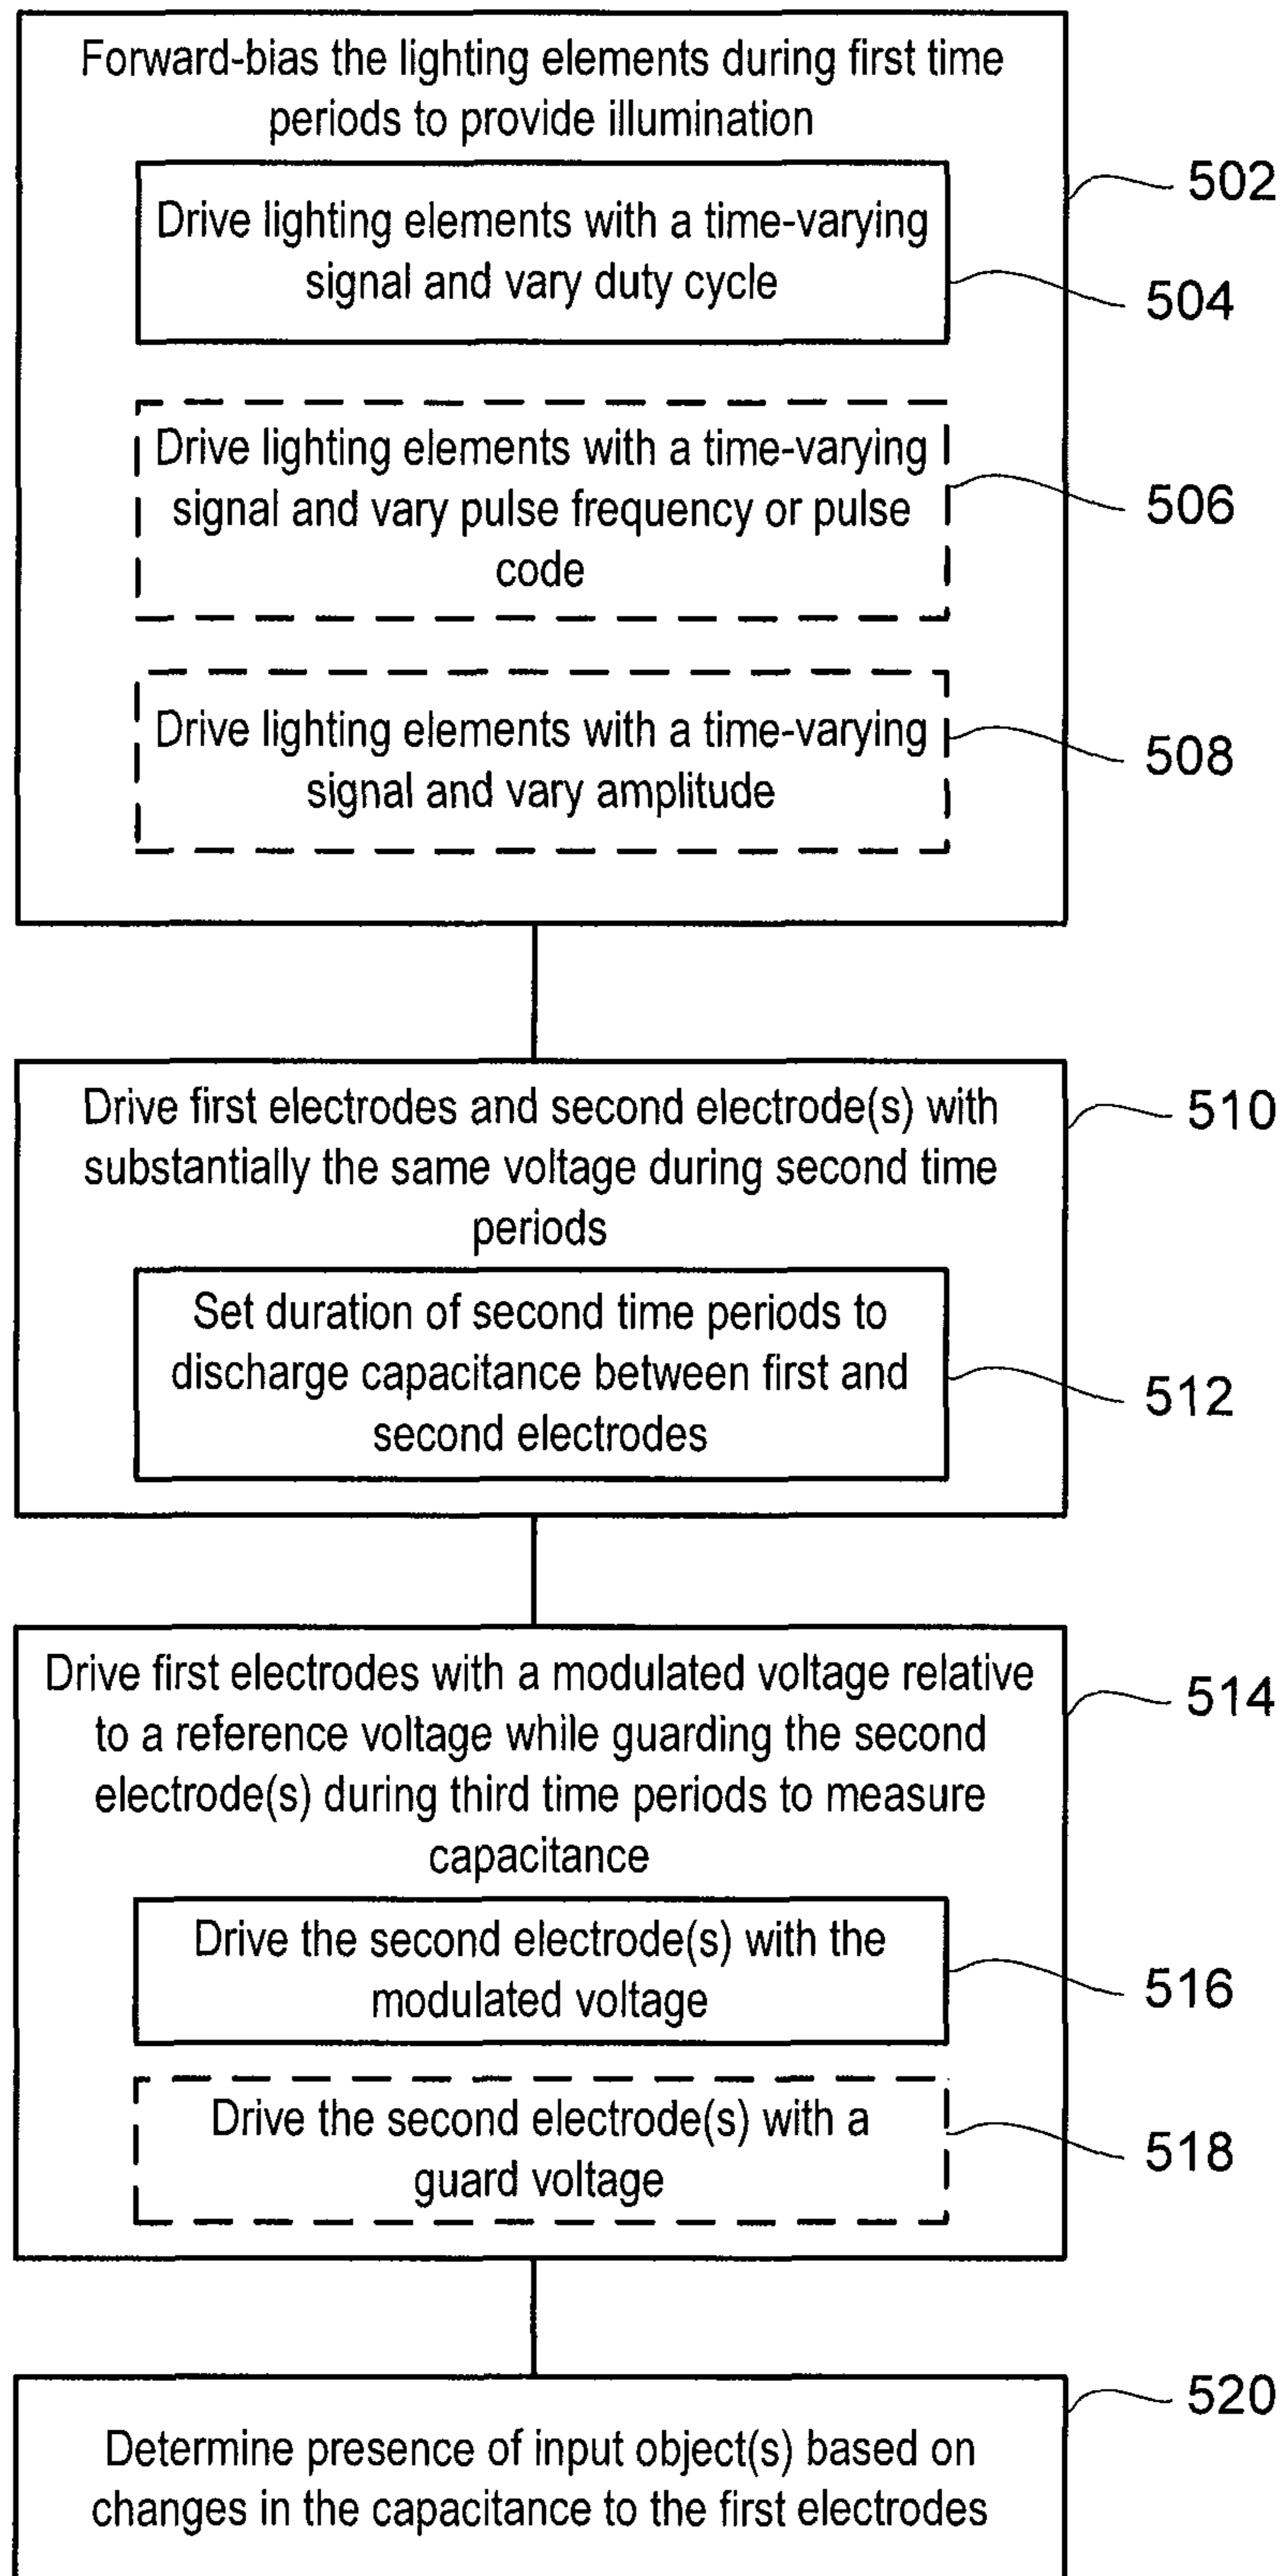 Forward-bias the lighting elements during first time
periods to provide illumination
502
Drive lighting elements with a time-varying
signal and vary duty cycle
504
Drive lighting elements with a time-varying
signal and vary pulse frequency or pulse
code
506
Drive lighting elements with a time-varying
signal and vary amplitude
508
Drive first electrodes and second electrode(s) with
substantially the same voltage during second time
periods
510
Set duration of second time periods to
discharge capacitance between first and
second electrodes
512
Drive first electrodes with a modulated voltage relative
to a reference voltage while guarding the second
electrode(s) during third time periods to measure
capacitance
514
Drive the second electrode(s) with the
modulated voltage
516
Drive the second electrode(s) with a
guard voltage
518
Determine presence of input object(s) based on
changes in the capacitance to the first electrodes
520